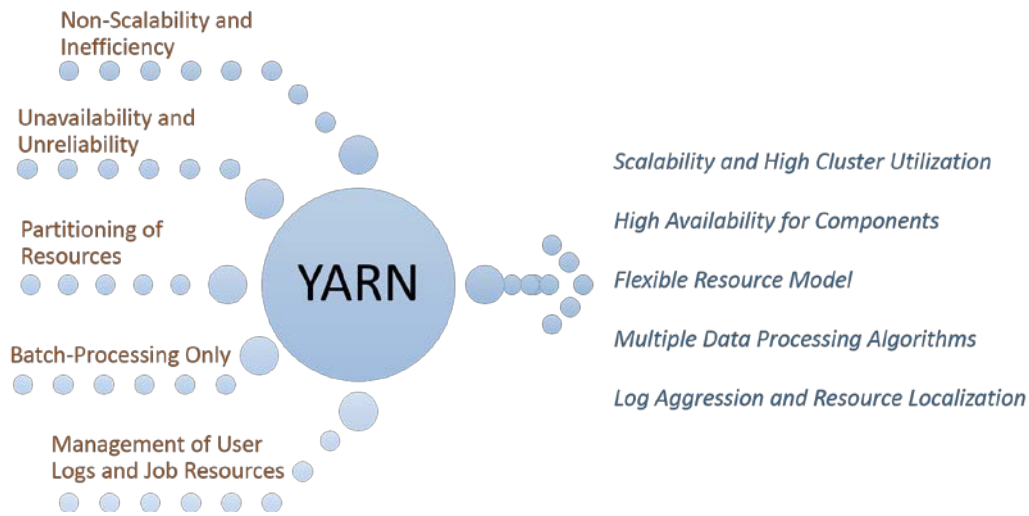 Non-Scalability and
Inefficiency
Unavailability and
Unreliability
Partitioning of
Resources
Batch-Processing Only
Management of User
Logs and Job Resources
YARN
Scalability and High Cluster Utilization
High Availability for Components
Flexible Resource Model
Multiple Data Processing Algorithms
Log Aggression and Resource Localization